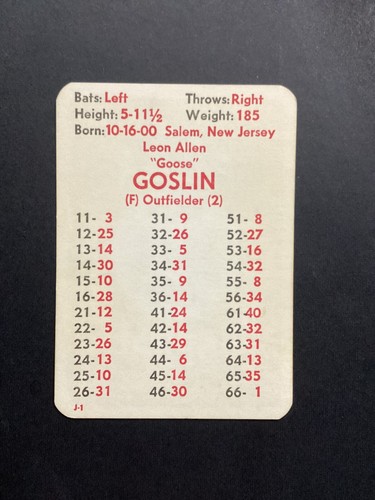 Bats: Left Throws: Right
Height: 5-11½ Weight: 185
Born: 10-16-00 Salem, New Jersey
Leon Allen
"Goose"
GOSLIN
(F) Outfielder (2)
11- 3 31- 9 51- 8
12-25 32-26 52-27
13-14 33- 5 53-16
14-30 34-31 54-32
15-10 35- 9 55- 8
16-28 36-14 56-34
21-12 41-24 61-40
22- 5 42-14 62-32
23-26 43-29 63-31
24-13 44- 6 64-13
25-10 45-14 65-35
26-31 46-30 66- 1
J-1